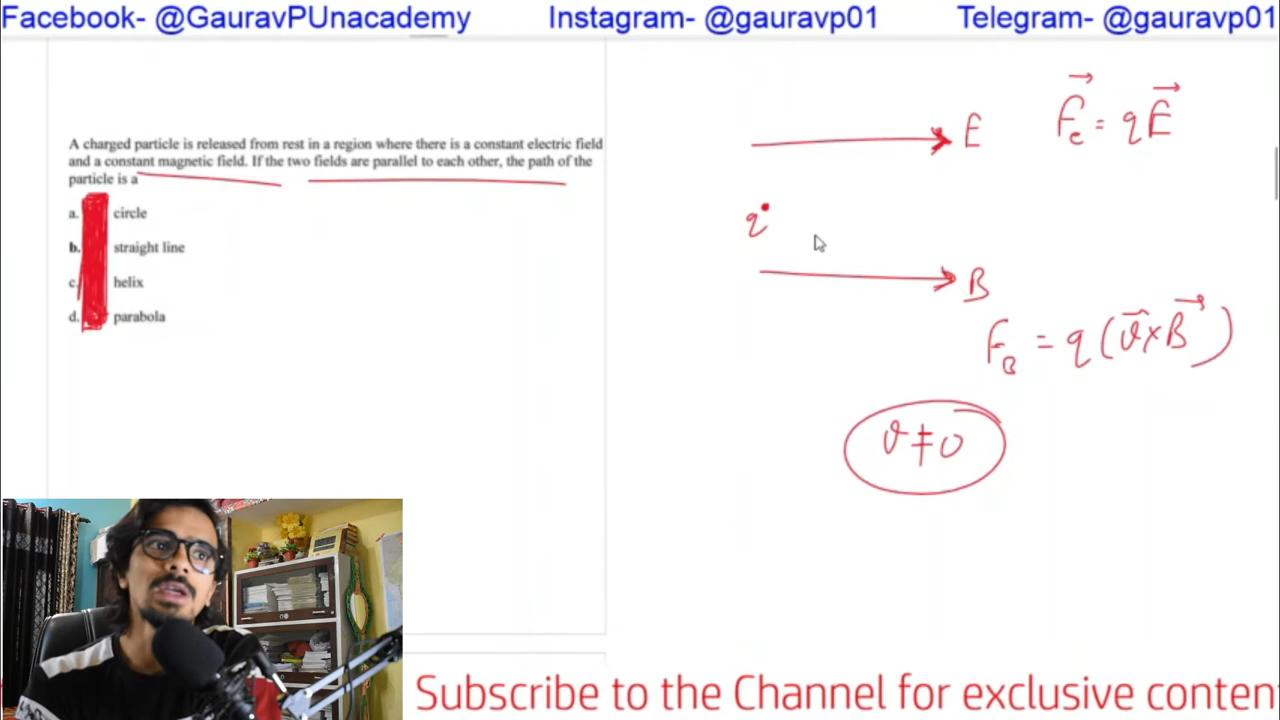 Facebook- @GauravPUnacademy Instagram- @gauravp01 Telegram- @gauravp01
A charged particle is released from rest in a region where there is a constant electric field
and a constant magnetic field. If the two fields are parallel to each other, the path of the
particle is a
a. circle
b. straight line
c. helix
d. parabola
E
F⃗e = qE⃗
q
B
F_B = q(v⃗×B⃗)
v≠0
Subscribe to the Channel for exclusive conten